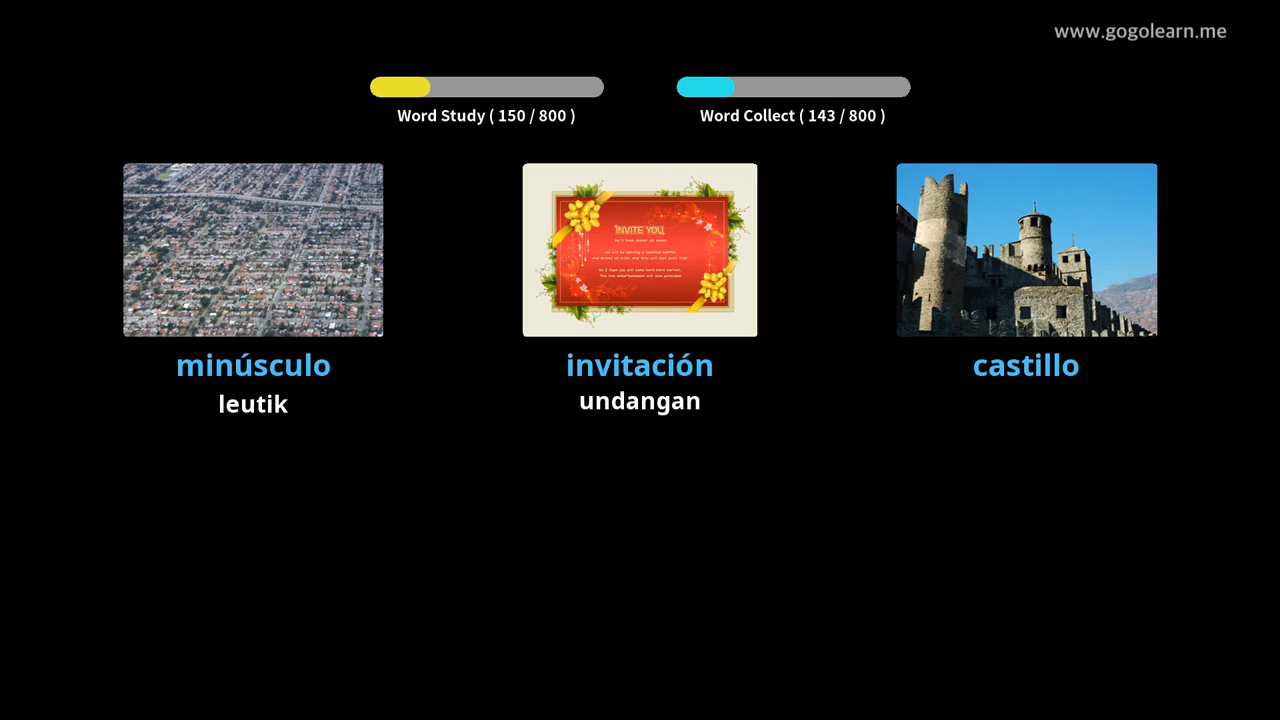 www.gogolearn.me
Word Study ( 150 / 800 )
Word Collect ( 143 / 800 )
INVITE YOU
minúsculo
invitación
castillo
leutik
undangan